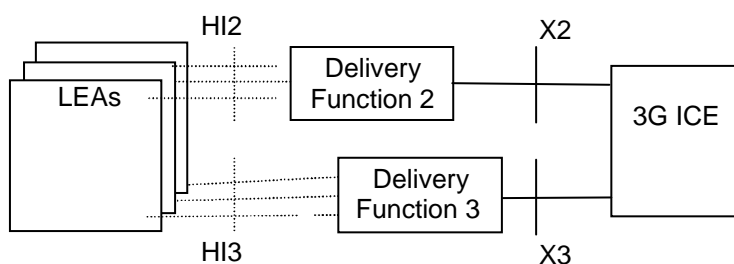 HI2
X2
LEAs
Delivery
Function 2
3G ICE
Delivery
Function 3
HI3
X3